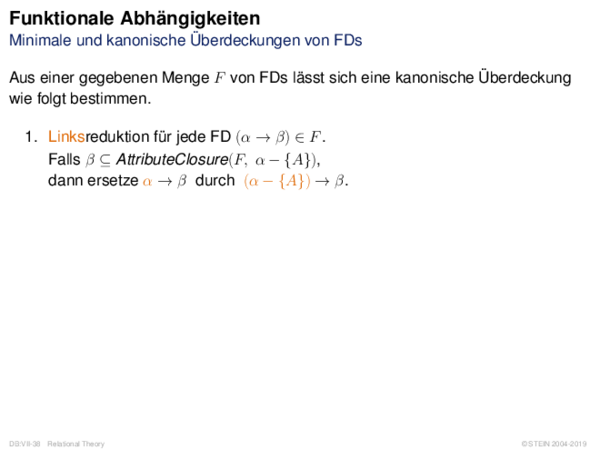 Funktionale Abhängigkeiten
Minimale und kanonische Überdeckungen von FDs
Aus einer gegebenen Menge F von FDs lässt sich eine kanonische Überdeckung
wie folgt bestimmen.
1. Linksreduktion für jede FD (α → β) ∈ F.
Falls β ⊆ AttributeClosure(F, α − {A}),
dann ersetze α → β durch (α − {A}) → β.
DB:VII-38 Relational Theory
© STEIN 2004-2019